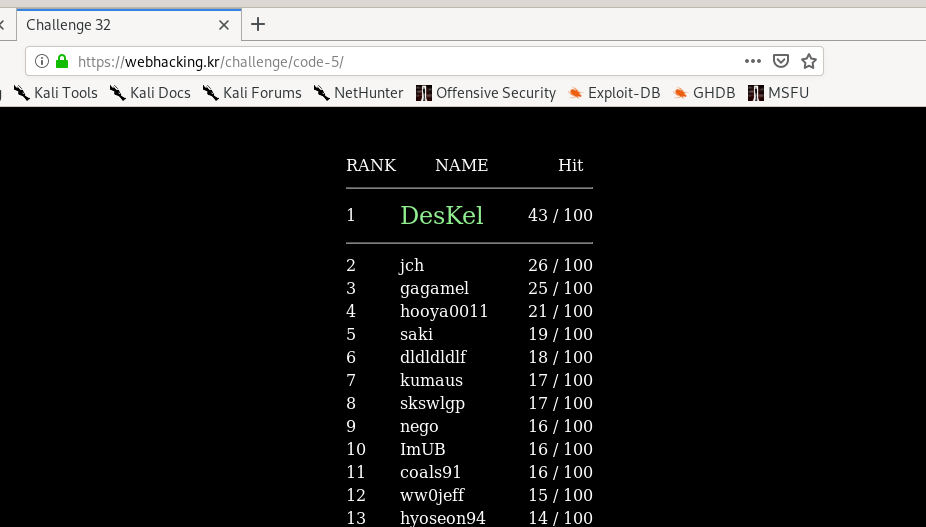 Challenge 32
https://webhacking.kr/challenge/code-5/
Kali Tools Kali Docs Kali Forums NetHunter Offensive Security Exploit-DB GHDB MSFU
RANK NAME Hit
1 DesKel 43 / 100
2 jch 26 / 100
3 gagamel 25 / 100
4 hooya0011 21 / 100
5 saki 19 / 100
6 dldldldlf 18 / 100
7 kumaus 17 / 100
8 skswlgp 17 / 100
9 nego 16 / 100
10 ImUB 16 / 100
11 coals91 16 / 100
12 ww0jeff 15 / 100
13 hyoseon94 14 / 100